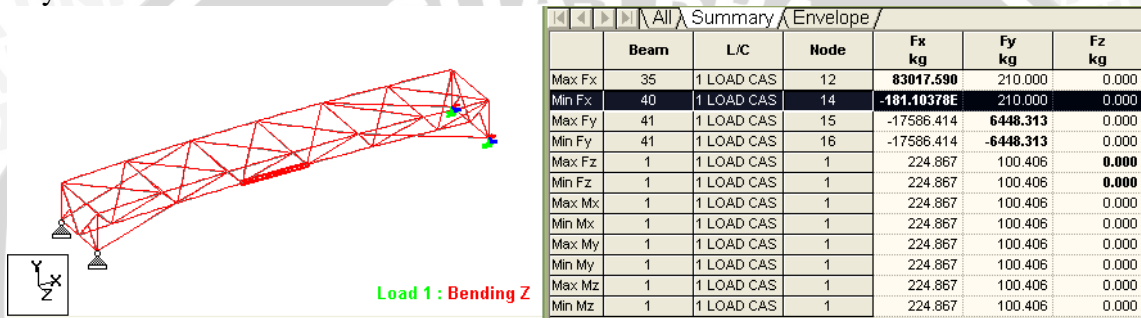 All Summary Envelope
Beam L/C Node Fx kg Fy kg Fz kg
Max Fx 35 1 LOAD CAS 12 83017.590 210.000 0.000
Min Fx 40 1 LOAD CAS 14 -181.10378E 210.000 0.000
Max Fy 41 1 LOAD CAS 15 -17586.414 6448.313 0.000
Min Fy 41 1 LOAD CAS 16 -17586.414 -6448.313 0.000
Max Fz 1 1 LOAD CAS 1 224.867 100.406 0.000
Min Fz 1 1 LOAD CAS 1 224.867 100.406 0.000
Max Mx 1 1 LOAD CAS 1 224.867 100.406 0.000
Min Mx 1 1 LOAD CAS 1 224.867 100.406 0.000
Max My 1 1 LOAD CAS 1 224.867 100.406 0.000
Min My 1 1 LOAD CAS 1 224.867 100.406 0.000
Max Mz 1 1 LOAD CAS 1 224.867 100.406 0.000
Min Mz 1 1 LOAD CAS 1 224.867 100.406 0.000
Y
X
Z
Load 1 : Bending Z